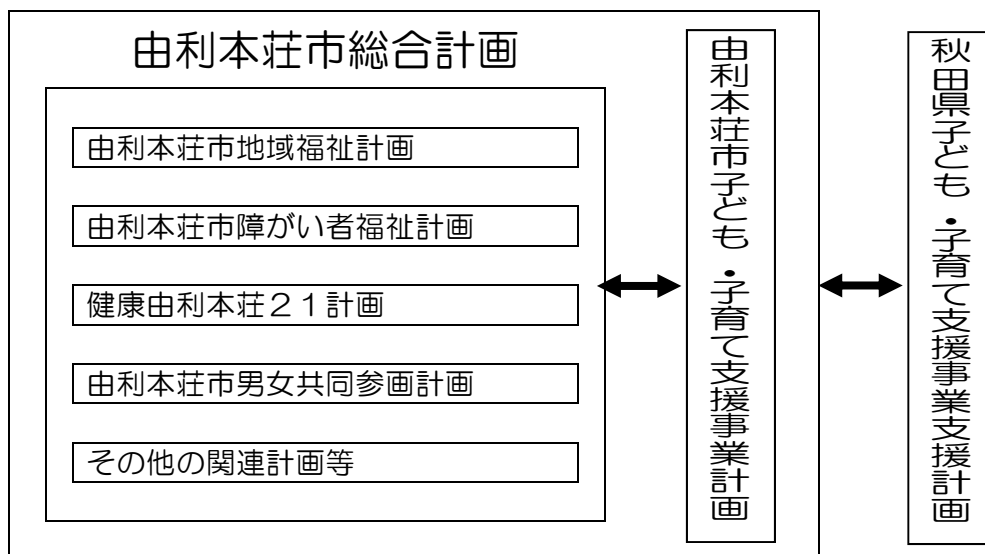 由利本荘市総合計画
由利本荘市地域福祉計画
由利本荘市障がい者福祉計画
健康由利本荘２１計画
由利本荘市男女共同参画計画
その他の関連計画等
由利本荘市子ども・子育て支援事業計画
秋田県子ども・子育て支援事業支援計画